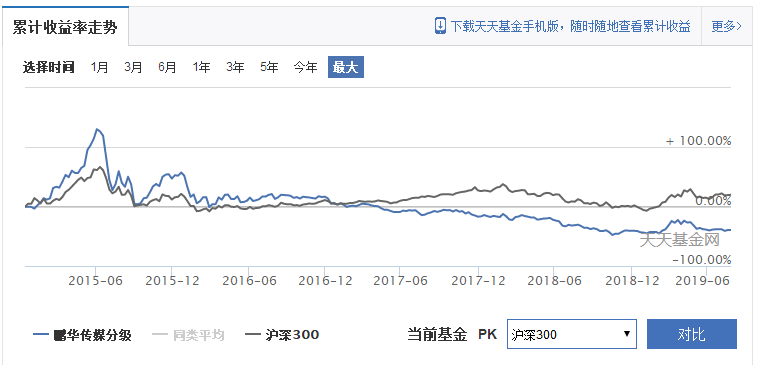 累计收益率走势
下载天天基金手机版，随时随地查看累计收益
更多
选择时间 1月 3月 6月 1年 3年 5年 今年 最大
+ 100.00%
0.00%
天天基金网
-100.00%
2015-06 2015-12 2016-06 2016-12 2017-06 2017-12 2018-06 2018-12 2019-06
鹏华传媒分级 同类平均 沪深300 当前基金 PK 沪深300 对比